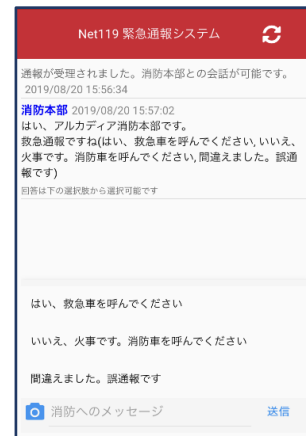 Net119 緊急通報システム
通報が受理されました。消防本部との会話が可能です。
2019/08/20 15:56:34
消防本部 2019/08/20 15:57:02
はい、アルカディア消防本部です。
救急通報ですね(はい、救急車を呼んでください, いいえ、
火事です。消防車を呼んでください, 間違えました。誤通
報です)
回答は下の選択肢から選択可能です
はい、救急車を呼んでください
いいえ、火事です。消防車を呼んでください
間違えました。誤通報です
消防へのメッセージ 送信